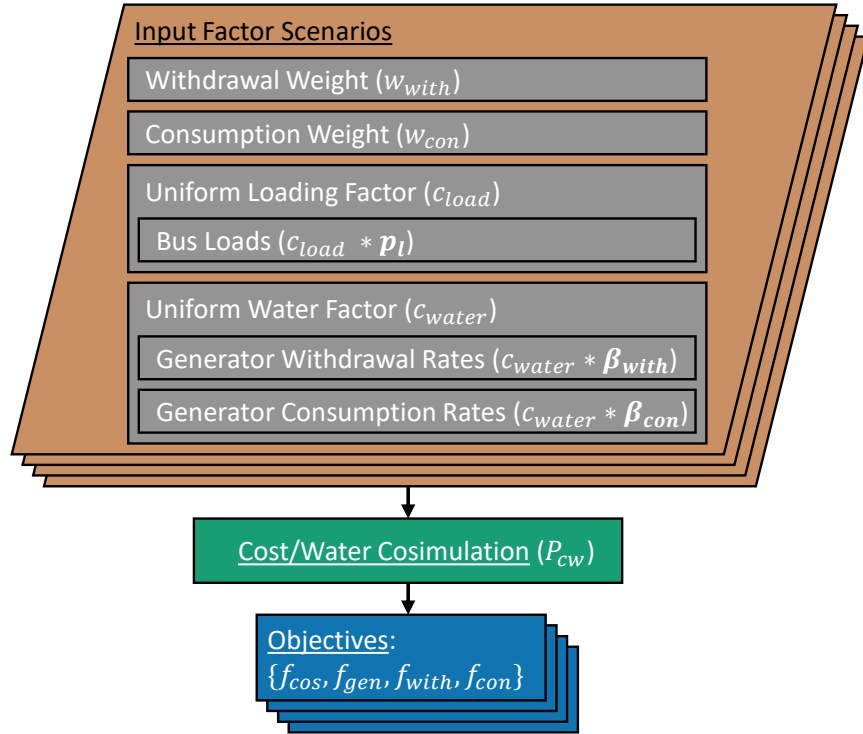 Input Factor Scenarios
Withdrawal Weight (w_with)
Consumption Weight (w_con)
Uniform Loading Factor (c_load)
Bus Loads (c_load * p_l)
Uniform Water Factor (c_water)
Generator Withdrawal Rates (c_water * β_with)
Generator Consumption Rates (c_water * β_con)
Cost/Water Cosimulation (P_cw)
Objectives:
{f_cos, f_gen, f_with, f_con}